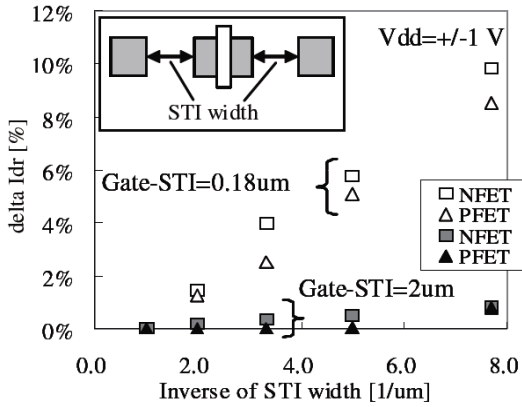 12%
10%
8%
6%
4%
2%
0%
delta Idr [%]
STI width
Vdd=+/-1 V
Gate-STI=0.18um
NFET
PFET
NFET
PFET
Gate-STI=2um
0.0
2.0
4.0
6.0
8.0
Inverse of STI width [1/um]